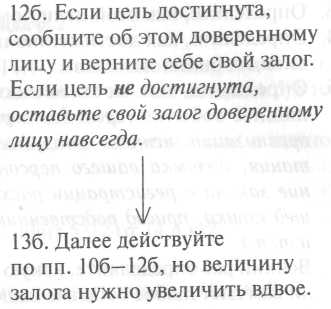 12б. Если цель достигнута,
сообщите об этом доверенному
лицу и верните себе свой залог.
Если цель не достигнута,
оставьте свой залог доверенному
лицу навсегда.
13б. Далее действуйте
по пп. 10б—12б, но величину
залога нужно увеличить вдвое.